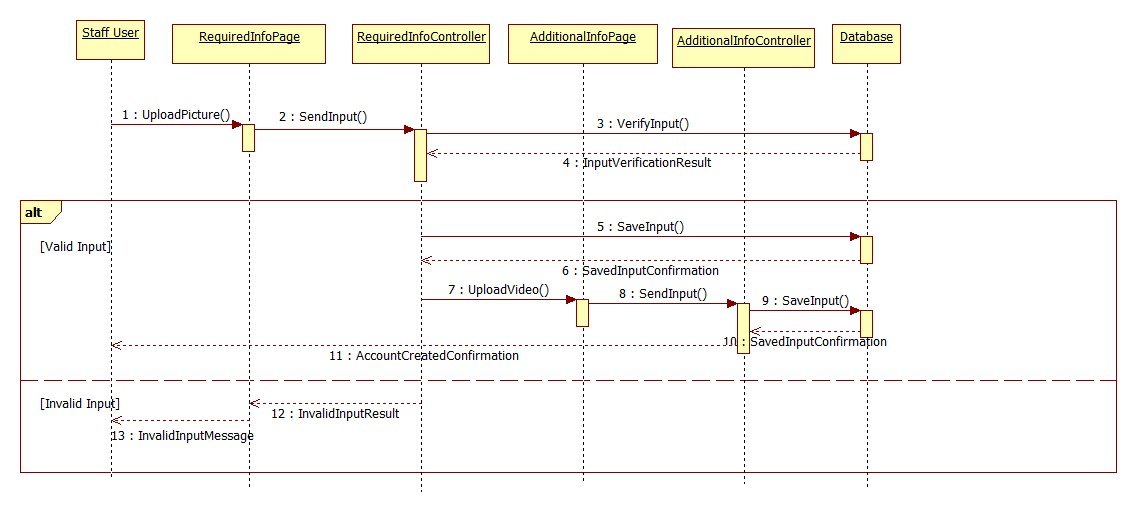 Staff User
RequiredInfoPage
RequiredInfoController
AdditionalInfoPage
AdditionalInfoController
Database
1 : UploadPicture()
2 : SendInput()
3 : VerifyInput()
4 : InputVerificationResult
alt
[Valid Input]
5 : SaveInput()
6 : SavedInputConfirmation
7 : UploadVideo()
8 : SendInput()
9 : SaveInput()
10 : SavedInputConfirmation
11 : AccountCreatedConfirmation
[Invalid Input]
12 : InvalidInputResult
13 : InvalidInputMessage